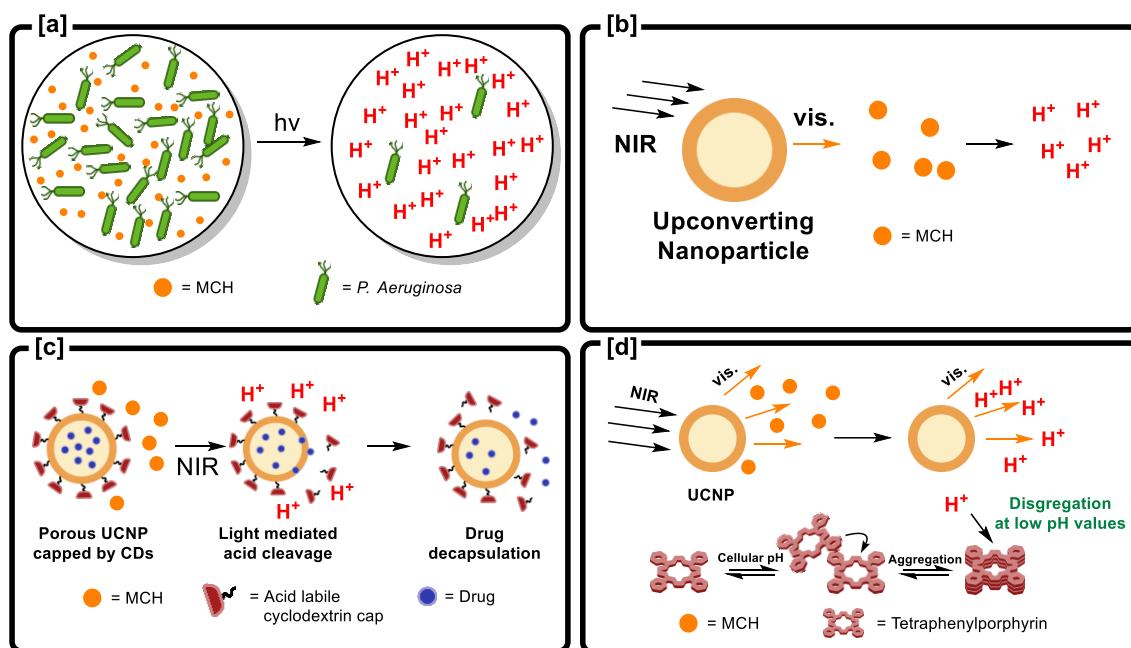 [a]
hν
H+ H+ H+ H+ H+ H+ H+ H+ H+ H+ H+ H+ H+ H+ H+ H+ H+ H+ H+ H+ H+ H+ H+ H+
= MCH
= P. Aeruginosa
[b]
NIR
vis.
H+ H+ H+ H+ H+
Upconverting
Nanoparticle
= MCH
[c]
NIR
H+ H+ H+ H+ H+
Porous UCNP
capped by CDs
Light mediated
acid cleavage
Drug
decapsulation
= MCH
= Acid labile
cyclodextrin cap
= Drug
[d]
NIR
vis.
vis.
H+ H+ H+ H+ H+
UCNP
H+
Disgregation
at low pH values
Cellular pH
Aggregation
= MCH
= Tetraphenylporphyrin